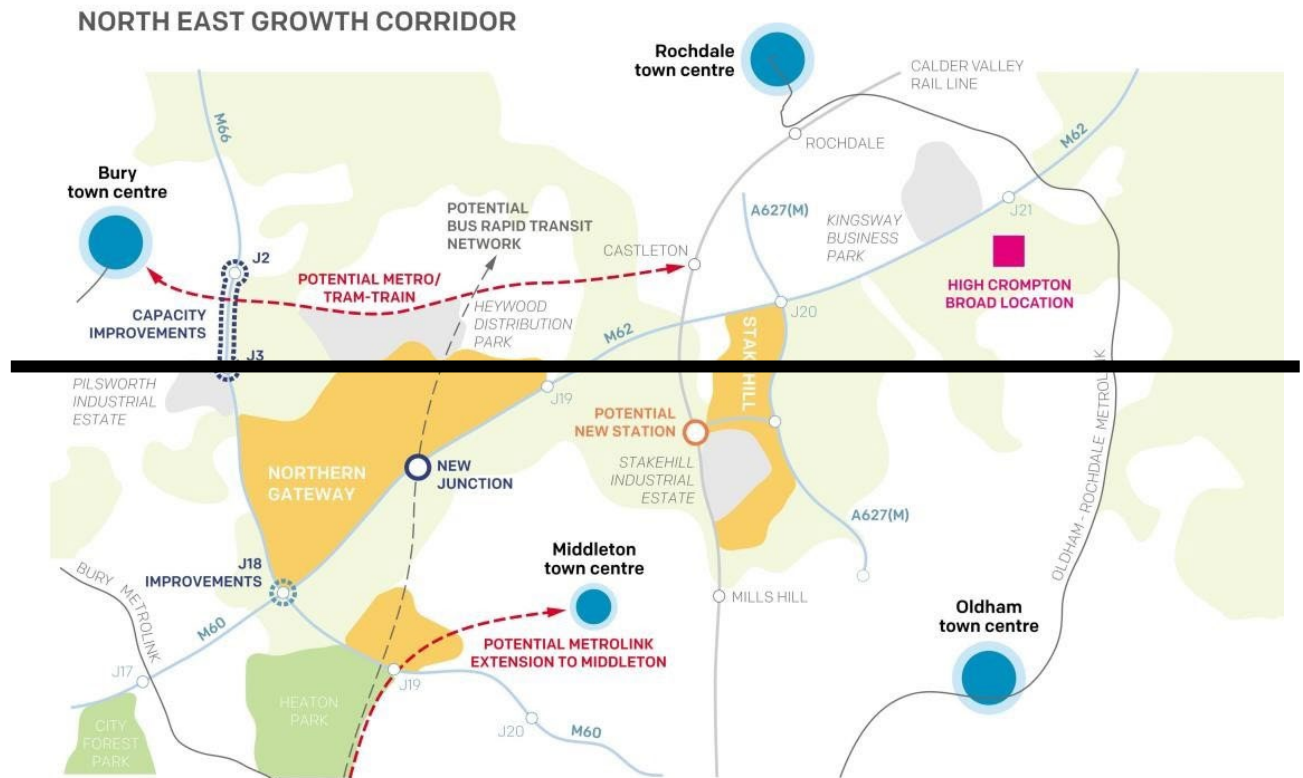 NORTH EAST GROWTH CORRIDOR
Rochdale
town centre
CALDER VALLEY
RAIL LINE
M66
M62
ROCHDALE
Bury
town centre
POTENTIAL
BUS RAPID TRANSIT
NETWORK
A627(M)
KINGSWAY
BUSINESS
PARK
J21
CASTLETON
J2
POTENTIAL METRO/
TRAM-TRAIN
HIGH CROMPTON
BROAD LOCATION
CAPACITY
IMPROVEMENTS
HEYWOOD
DISTRIBUTION
PARK
M62
J20
J3
PILSWORTH
INDUSTRIAL
ESTATE
J19
POTENTIAL
NEW STATION
NORTHERN
GATEWAY
NEW
JUNCTION
STAKEHILL
INDUSTRIAL
ESTATE
A627(M)
OLDHAM - ROCHDALE METROLINK
J18
IMPROVEMENTS
Middleton
town centre
BURY METROLINK
MILLS HILL
Oldham
town centre
M60
POTENTIAL METROLINK
EXTENSION TO MIDDLETON
J17
J19
HEATON
PARK
CITY
FOREST
PARK
J20
M60